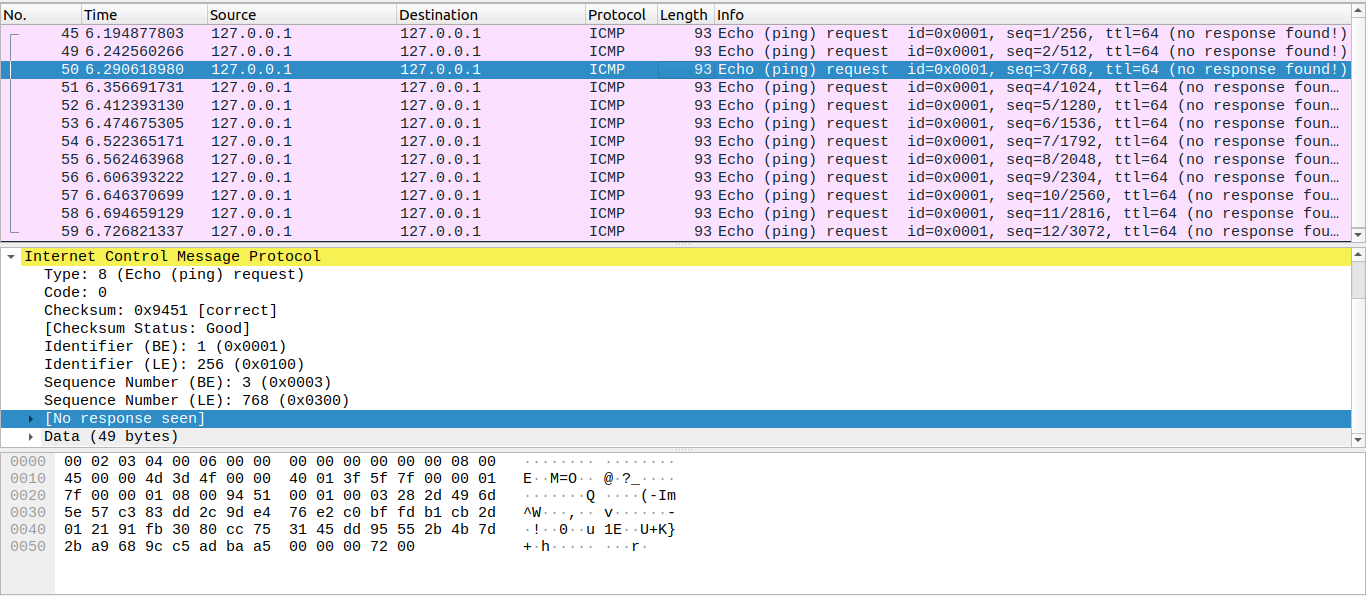 No. Time Source Destination Protocol Length Info
45 6.194877803 127.0.0.1 127.0.0.1 ICMP 93 Echo (ping) request id=0x0001, seq=1/256, ttl=64 (no response found!)
49 6.242560266 127.0.0.1 127.0.0.1 ICMP 93 Echo (ping) request id=0x0001, seq=2/512, ttl=64 (no response found!)
50 6.290618980 127.0.0.1 127.0.0.1 ICMP 93 Echo (ping) request id=0x0001, seq=3/768, ttl=64 (no response found!)
51 6.356691731 127.0.0.1 127.0.0.1 ICMP 93 Echo (ping) request id=0x0001, seq=4/1024, ttl=64 (no response foun…
52 6.412393130 127.0.0.1 127.0.0.1 ICMP 93 Echo (ping) request id=0x0001, seq=5/1280, ttl=64 (no response foun…
53 6.474675305 127.0.0.1 127.0.0.1 ICMP 93 Echo (ping) request id=0x0001, seq=6/1536, ttl=64 (no response foun…
54 6.522365171 127.0.0.1 127.0.0.1 ICMP 93 Echo (ping) request id=0x0001, seq=7/1792, ttl=64 (no response foun…
55 6.562463968 127.0.0.1 127.0.0.1 ICMP 93 Echo (ping) request id=0x0001, seq=8/2048, ttl=64 (no response foun…
56 6.606393222 127.0.0.1 127.0.0.1 ICMP 93 Echo (ping) request id=0x0001, seq=9/2304, ttl=64 (no response foun…
57 6.646370699 127.0.0.1 127.0.0.1 ICMP 93 Echo (ping) request id=0x0001, seq=10/2560, ttl=64 (no response fou…
58 6.694659129 127.0.0.1 127.0.0.1 ICMP 93 Echo (ping) request id=0x0001, seq=11/2816, ttl=64 (no response fou…
59 6.726821337 127.0.0.1 127.0.0.1 ICMP 93 Echo (ping) request id=0x0001, seq=12/3072, ttl=64 (no response fou…
Internet Control Message Protocol
Type: 8 (Echo (ping) request)
Code: 0
Checksum: 0x9451 [correct]
[Checksum Status: Good]
Identifier (BE): 1 (0x0001)
Identifier (LE): 256 (0x0100)
Sequence Number (BE): 3 (0x0003)
Sequence Number (LE): 768 (0x0300)
[No response seen]
Data (49 bytes)
0000 00 02 03 04 00 06 00 00 00 00 00 00 00 00 08 00 ········ ········
0010 45 00 00 4d 3d 4f 00 00 40 01 3f 5f 7f 00 00 01 E··M=O·· @·?_····
0020 7f 00 00 01 08 00 94 51 00 01 00 03 28 2d 49 6d ·······Q ····(-Im
0030 5e 57 c3 83 dd 2c 9d e4 76 e2 c0 bf fd b1 cb 2d ^W···,·· v······-
0040 01 21 91 fb 30 80 cc 75 31 45 dd 95 55 2b 4b 7d ·!··0··u 1E··U+K}
0050 2b a9 68 9c c5 ad ba a5 00 00 00 72 00 +·h····· ···r·